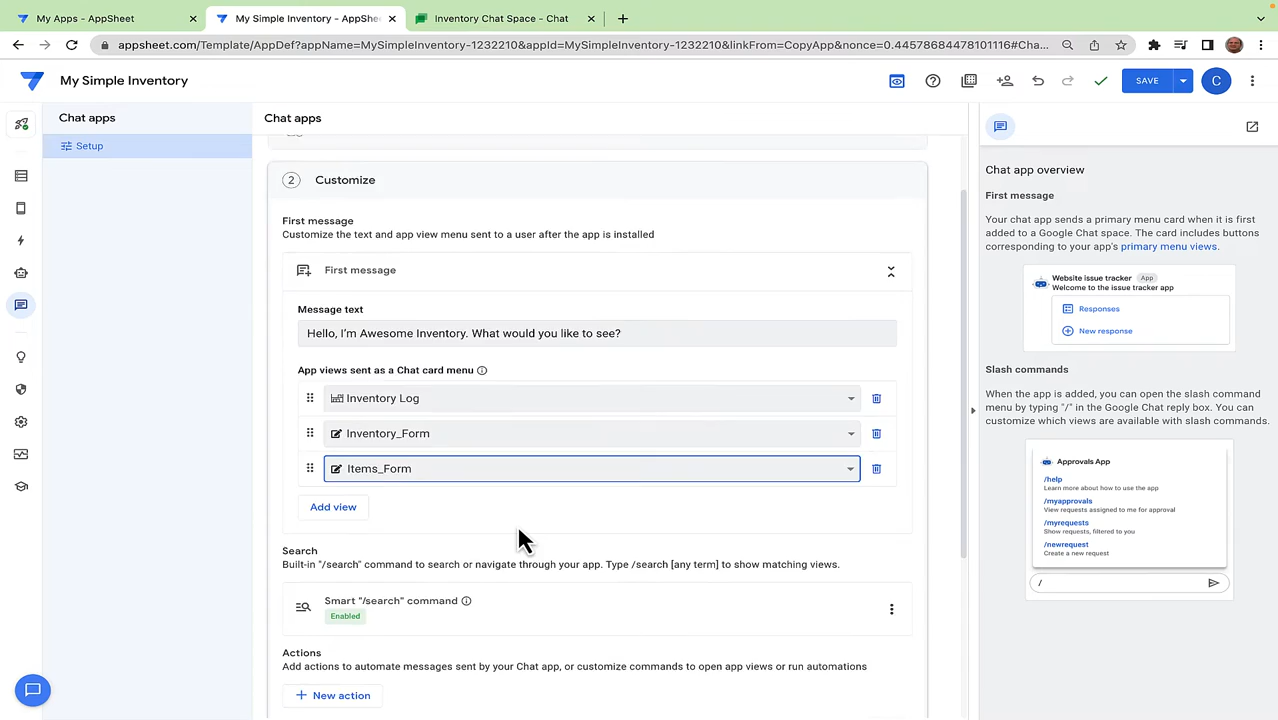 My Apps - AppSheet
My Simple Inventory - AppShe
Inventory Chat Space - Chat
appsheet.com/Template/AppDef?appName=MySimpleInventory-1232210&appId=MySimpleInventory-1232210&linkFrom=CopyApp&nonce=0.44578684478101116#Cha...
My Simple Inventory
SAVE
C
Chat apps
Setup
Chat apps
2 Customize
First message
Customize the text and app view menu sent to a user after the app is installed
First message
Message text
Hello, I'm Awesome Inventory. What would you like to see?
App views sent as a Chat card menu
Inventory Log
Inventory_Form
Items_Form
Add view
Search
Built-in "/search" command to search or navigate through your app. Type /search [any term] to show matching views.
Smart "/search" command
Enabled
Actions
Add actions to automate messages sent by your Chat app, or customize commands to open app views or run automations
+ New action
Chat app overview
First message
Your chat app sends a primary menu card when it is first
added to a Google Chat space. The card includes buttons
corresponding to your app's primary menu views.
Website issue tracker App
Welcome to the issue tracker app
Responses
New response
Slash commands
When the app is added, you can open the slash command
menu by typing "/" in the Google Chat reply box. You can
customize which views are available with slash commands.
Approvals App
/help
Learn more about how to use the app
/myapprovals
View requests assigned to me for approval
/myrequests
Show requests, filtered to you
/newrequest
Create a new request
/